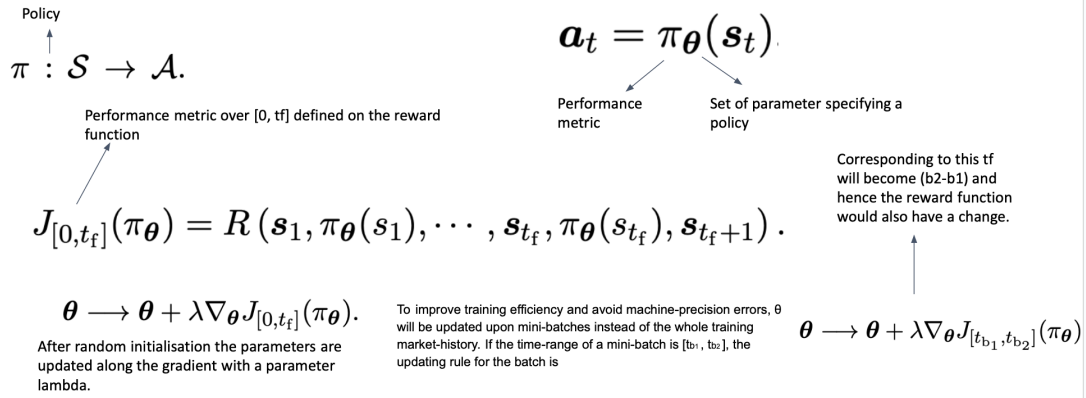 Policy
π : 𝒮 → 𝒜.
a_t = π_θ(s_t).
Performance
metric
Set of parameter specifying a
policy
Performance metric over [0, tf] defined on the reward
function
Corresponding to this tf
will become (b2-b1) and
hence the reward function
would also have a change.
J_[0,t_f](π_θ) = R (s_1, π_θ(s_1), ⋯ , s_t_f, π_θ(s_t_f), s_t_f+1) .
θ ⟶ θ + λ∇_θ J_[0,t_f](π_θ).
After random initialisation the parameters are
updated along the gradient with a parameter
lambda.
To improve training efficiency and avoid machine-precision errors, θ
will be updated upon mini-batches instead of the whole training
market-history. If the time-range of a mini-batch is [tb1 , tb2], the
updating rule for the batch is
θ ⟶ θ + λ∇_θ J_[t_b1,t_b2](π_θ)